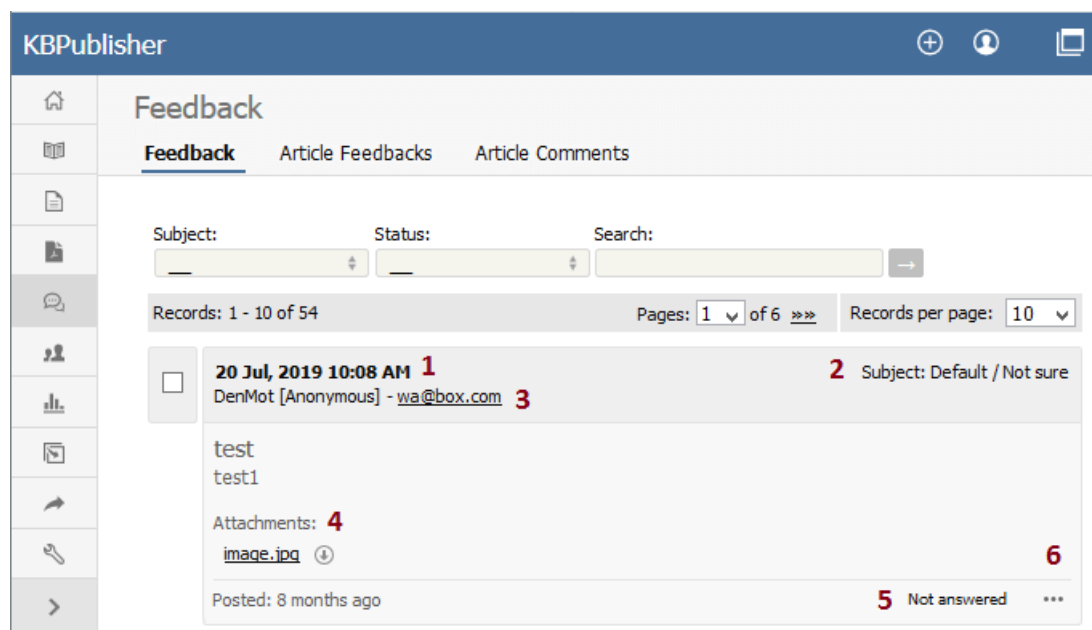 KBPublisher
Feedback
Feedback Article Feedbacks Article Comments
Subject: Status: Search:
__ __ →
Records: 1 - 10 of 54 Pages: 1 of 6 »» Records per page: 10
20 Jul, 2019 10:08 AM 1 2 Subject: Default / Not sure
DenMot [Anonymous] - wa@box.com 3
test
test1
Attachments: 4
image.jpg
6
Posted: 8 months ago 5 Not answered ...